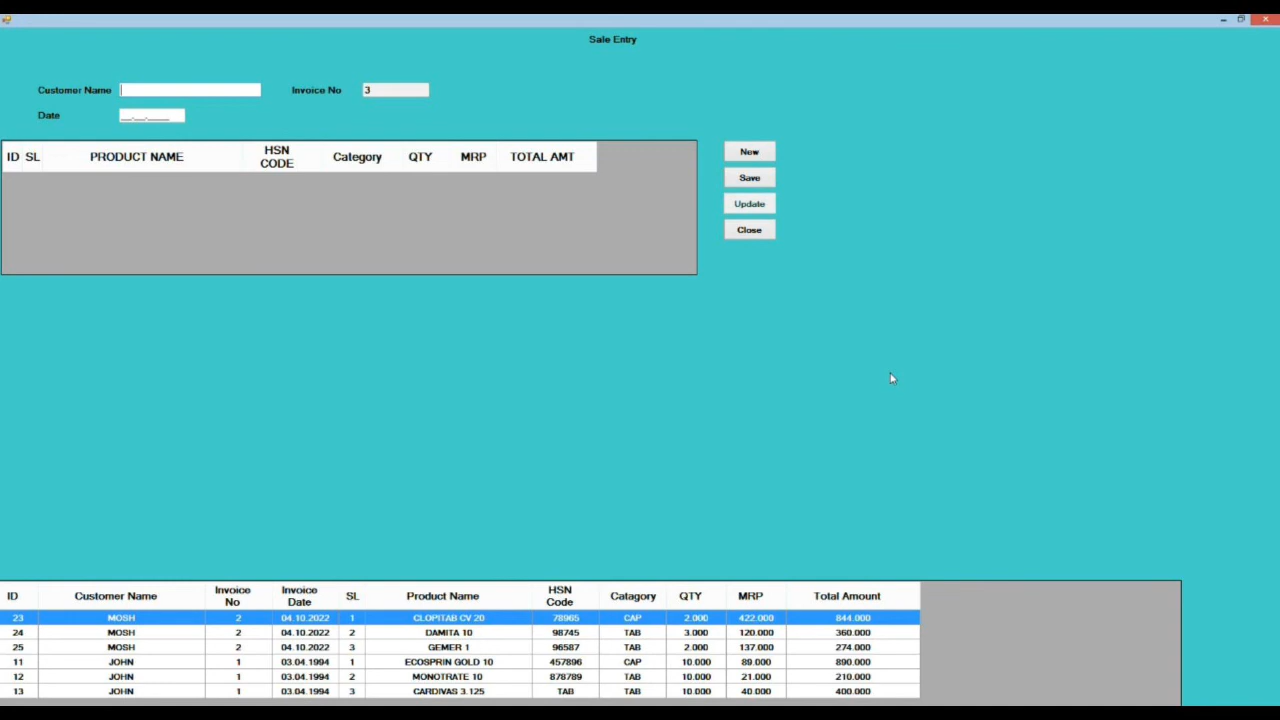 Sale Entry
Customer Name Invoice No 3
Date __.__.____
ID SL PRODUCT NAME HSN CODE Category QTY MRP TOTAL AMT
New
Save
Update
Close
ID Customer Name Invoice No Invoice Date SL Product Name HSN Code Catagory QTY MRP Total Amount
23 MOSH 2 04.10.2022 1 CLOPITAB CV 20 78965 CAP 2.000 422.000 844.000
24 MOSH 2 04.10.2022 2 DAMITA 10 98745 TAB 3.000 120.000 360.000
25 MOSH 2 04.10.2022 3 GEMER 1 96587 TAB 2.000 137.000 274.000
11 JOHN 1 03.04.1994 1 ECOSPRIN GOLD 10 457896 CAP 10.000 89.000 890.000
12 JOHN 1 03.04.1994 2 MONOTRATE 10 878789 TAB 10.000 21.000 210.000
13 JOHN 1 03.04.1994 3 CARDIVAS 3.125 TAB TAB 10.000 40.000 400.000